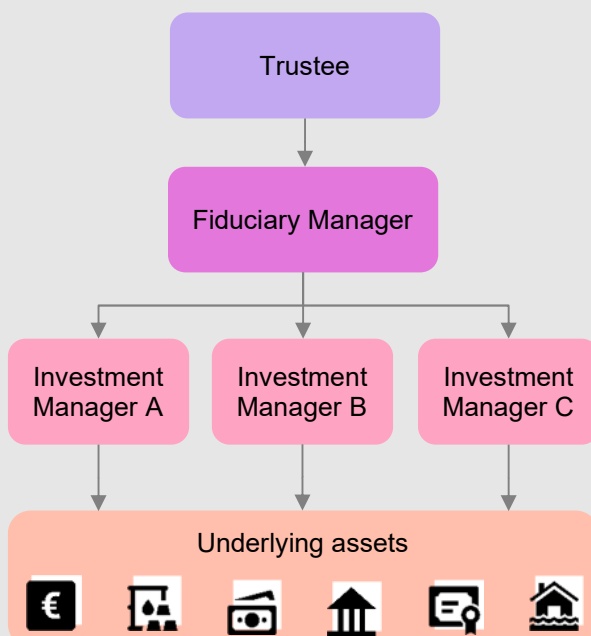 Trustee
Fiduciary Manager
Investment
Manager A
Investment
Manager B
Investment
Manager C
Underlying assets
€